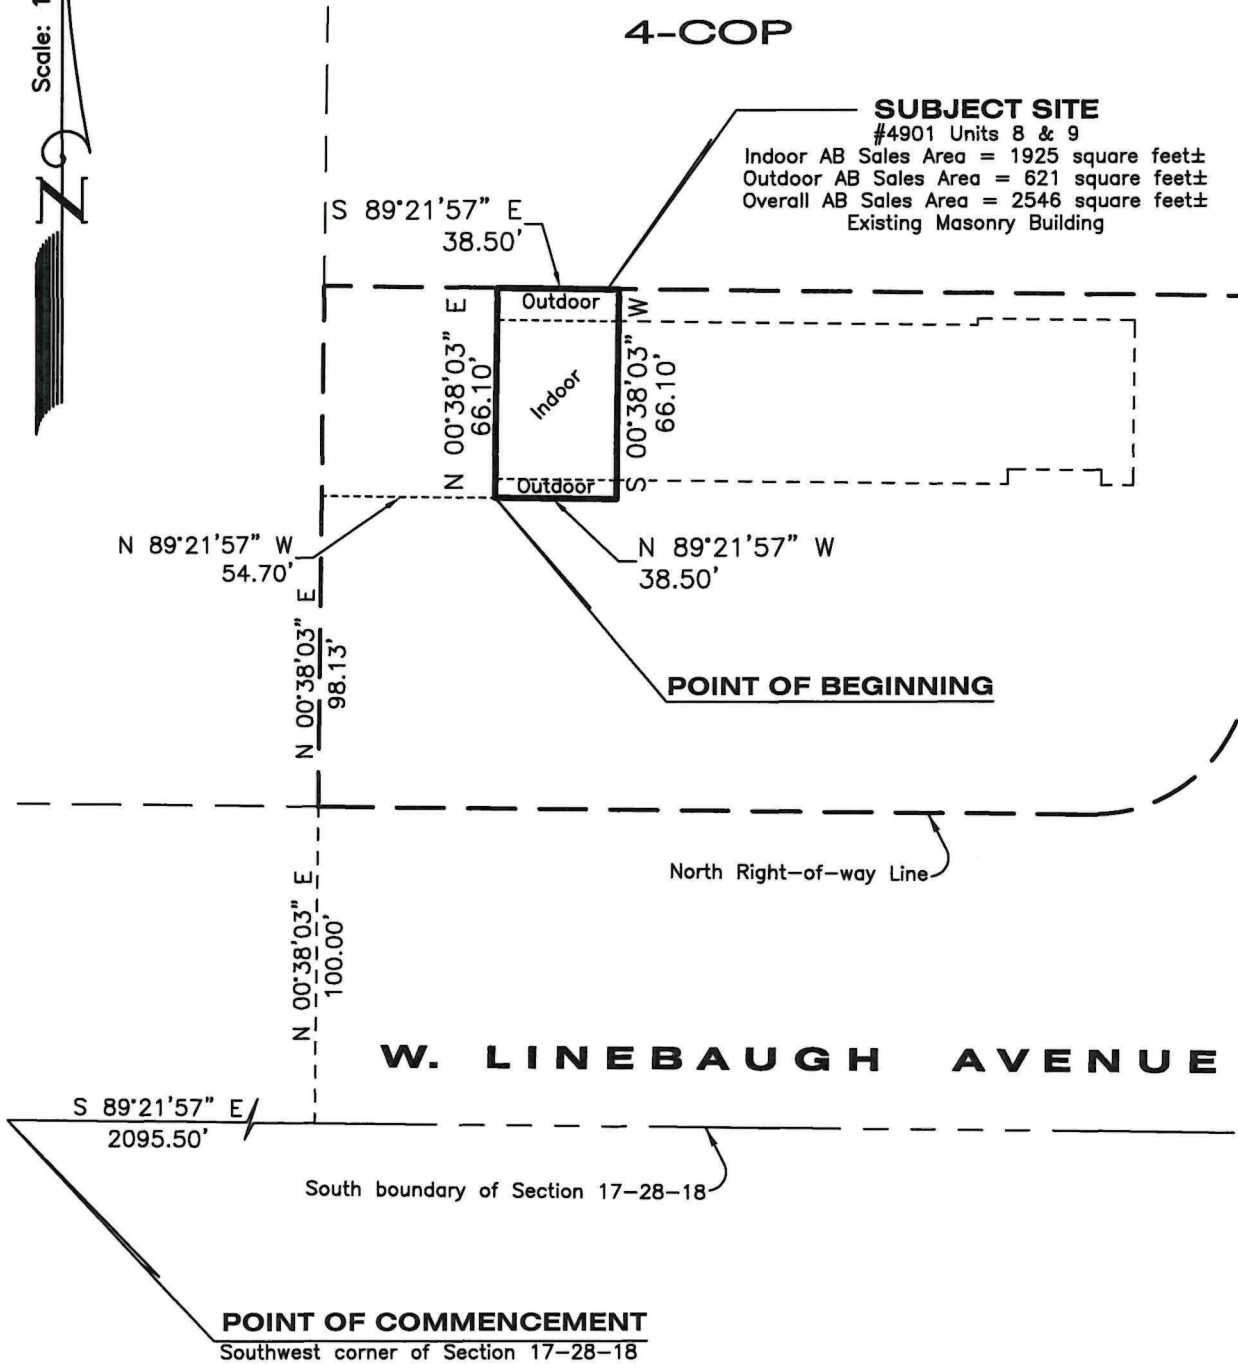 4-COP
Scale: 1
N
SUBJECT SITE
#4901 Units 8 & 9
Indoor AB Sales Area = 1925 square feet±
Outdoor AB Sales Area = 621 square feet±
Overall AB Sales Area = 2546 square feet±
Existing Masonry Building
S 89°21'57" E
38.50'
Outdoor
N 00°38'03" E
66.10'
Indoor
S 00°38'03" W
66.10'
Outdoor
N 89°21'57" W
54.70'
N 89°21'57" W
38.50'
N 00°38'03" E
98.13'
POINT OF BEGINNING
North Right-of-way Line
N 00°38'03" E
100.00'
W. LINEBAUGH AVENUE
S 89°21'57" E
2095.50'
South boundary of Section 17-28-18
POINT OF COMMENCEMENT
Southwest corner of Section 17-28-18